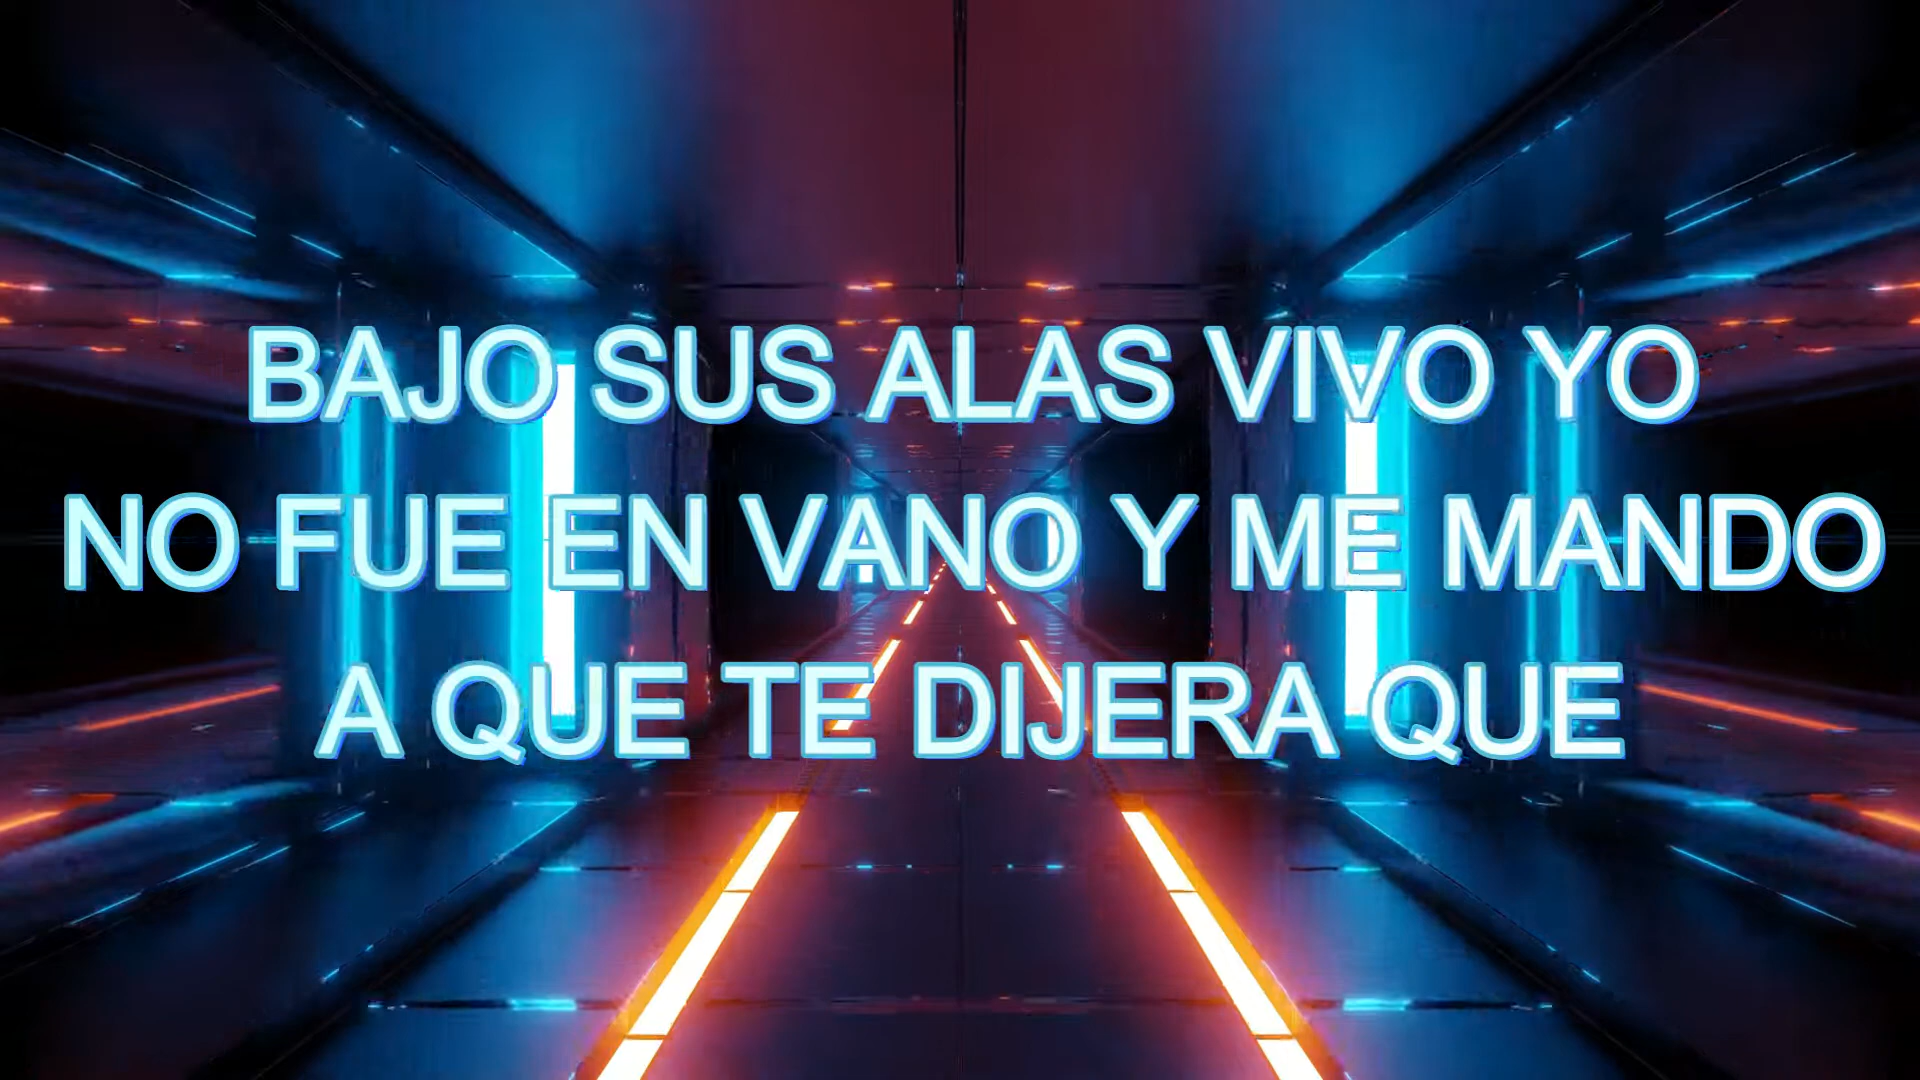 BAJO SUS ALAS VIVO YO
NO FUE EN VANO Y ME MANDO
A QUE TE DIJERA QUE